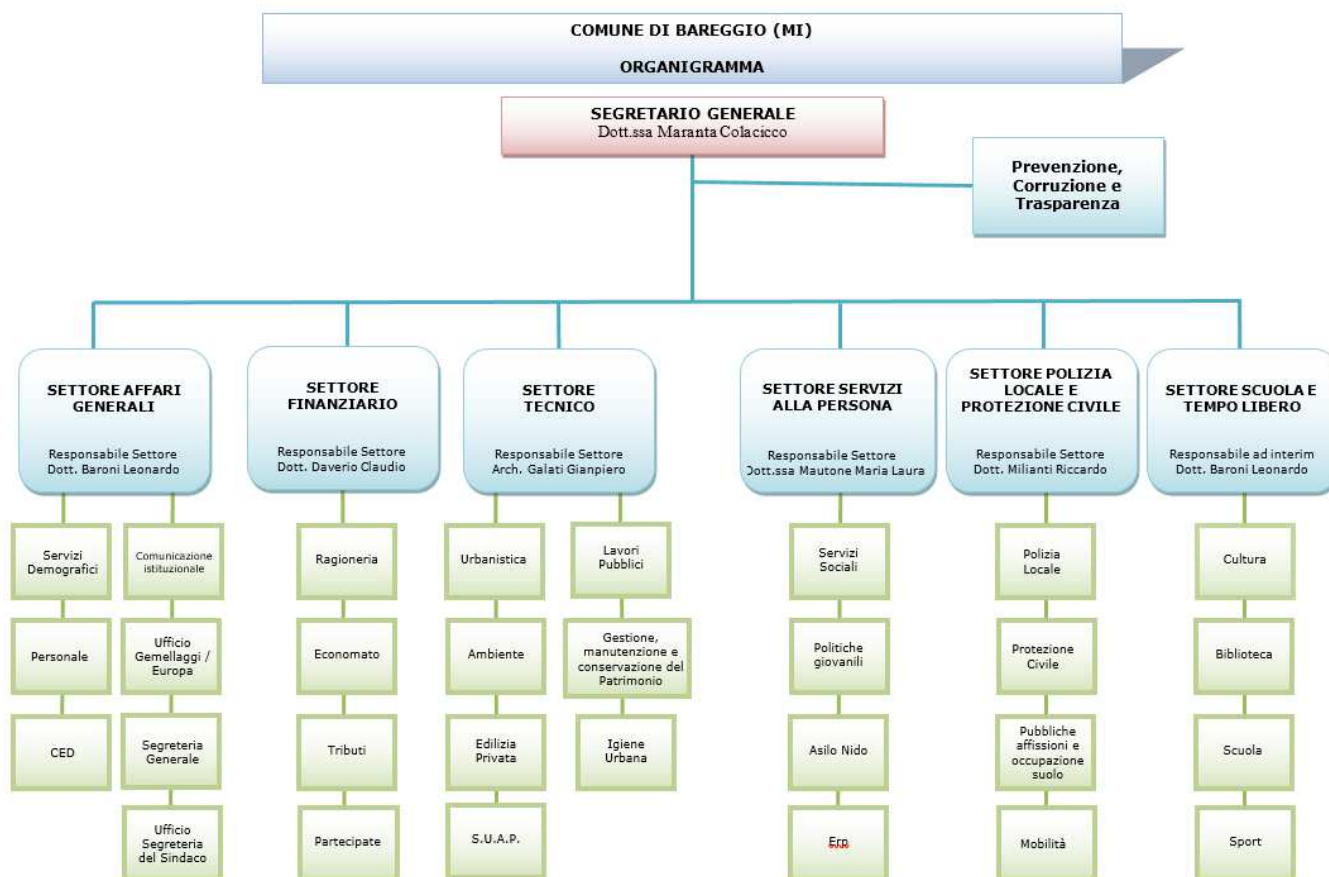 COMUNE DI BAREGGIO (MI)
ORGANIGRAMMA
SEGRETARIO GENERALE
Dott.ssa Maranta Colacicco
Prevenzione,
Corruzione e
Trasparenza
SETTORE AFFARI
GENERALI
Responsabile Settore
Dott. Baroni Leonardo
SETTORE
FINANZIARIO
Responsabile Settore
Dott. Daverio Claudio
SETTORE
TECNICO
Responsabile Settore
Arch. Galati Gianpiero
SETTORE SERVIZI
ALLA PERSONA
Responsabile Settore
Dott.ssa Mautone Maria Laura
SETTORE POLIZIA
LOCALE E
PROTEZIONE CIVILE
Responsabile Settore
Dott. Milianti Riccardo
SETTORE SCUOLA E
TEMPO LIBERO
Responsabile ad interim
Dott. Baroni Leonardo
Servizi
Demografici
Personale
CED
Comunicazione
istituzionale
Ufficio
Gemellaggi /
Europa
Segreteria
Generale
Ufficio
Segreteria
del Sindaco
Ragioneria
Economato
Tributi
Partecipate
Urbanistica
Ambiente
Edilizia
Privata
S.U.A.P.
Lavori
Pubblici
Gestione,
manutenzione e
conservazione del
Patrimonio
Igiene
Urbana
Servizi
Sociali
Politiche
giovanili
Asilo Nido
Erp
Polizia
Locale
Protezione
Civile
Pubbliche
affissioni e
occupazione
suolo
Mobilità
Cultura
Biblioteca
Scuola
Sport